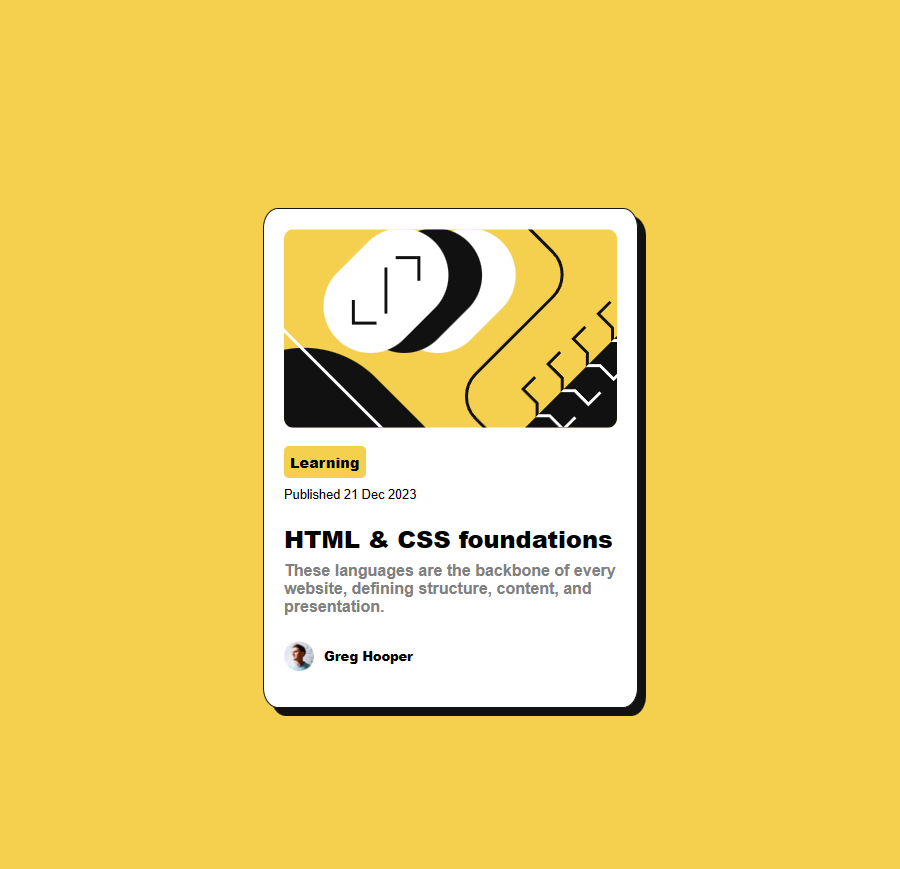 Learning
Published 21 Dec 2023
HTML & CSS foundations
These languages are the backbone of every
website, defining structure, content, and
presentation.
Greg Hooper